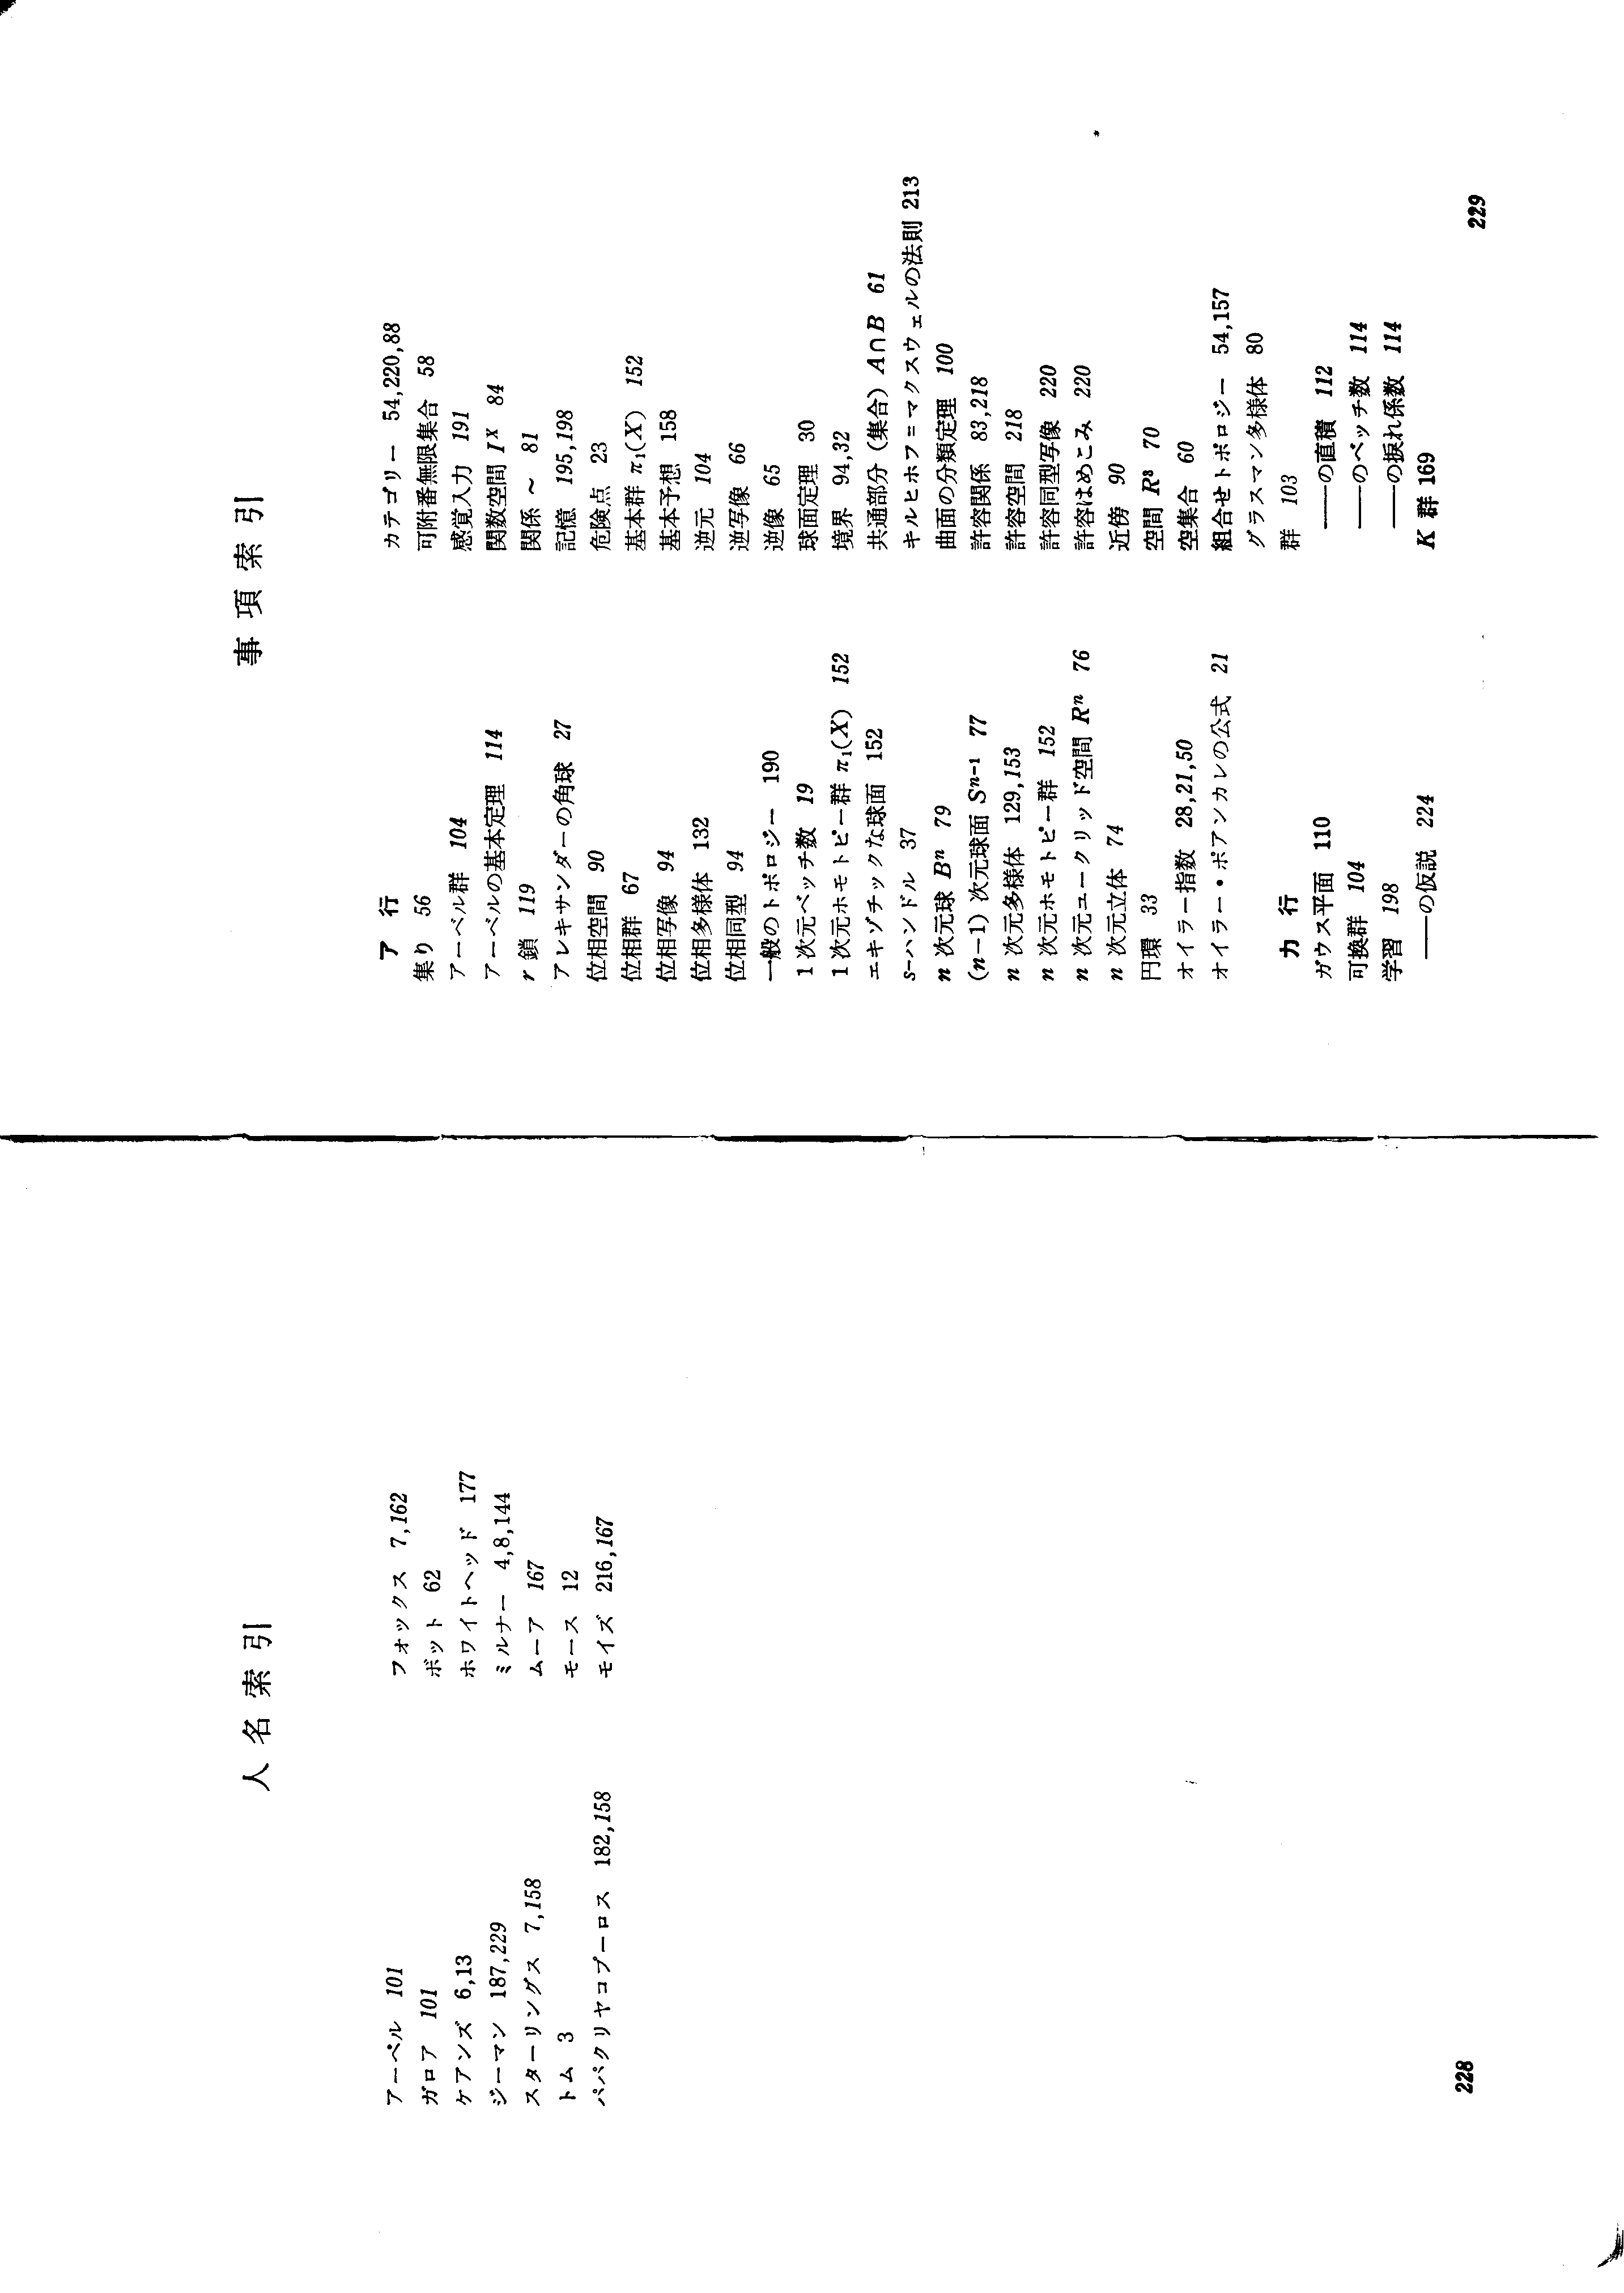 人名索引
アーベル 101
ガロア 101
ケアンズ 6,13
ジーマン 187,229
スターリングス 7,158
トム 3
パパクリヤコプーロス 182,158
フォックス 7,162
ボット 62
ホワイトヘッド 177
ミルナー 4,8,144
ムーア 167
モース 12
モイズ 216,167
228
事項索引
ア行
集り 56
アーベル群 104
アーベルの基本定理 114
r 鎖 119
アレキサンダーの角球 27
位相空間 90
位相群 67
位相写像 94
位相多様体 132
位相同型 94
一般のトポロジー 190
1 次元ベッチ数 19
1 次元ホモトピー群 π₁(X) 152
エキゾチックな球面 152
s-ハンドル 37
n 次元球 Bⁿ 79
(n−1) 次元球面 Sⁿ⁻¹ 77
n 次元多様体 129,153
n 次元ホモトピー群 152
n 次元ユークリッド空間 Rⁿ 76
n 次元立体 74
円環 33
オイラー指数 28,21,50
オイラー・ポアンカレの公式 21
カ行
ガウス平面 110
可換群 104
学習 198
――の仮説 224
カテゴリー 54,220,88
可附番無限集合 58
感覚入力 191
関数空間 Iˣ 84
関係 ～ 81
記憶 195,198
危険点 23
基本群 π₁(X) 152
基本予想 158
逆元 104
逆写像 66
逆像 65
球面定理 30
境界 94,32
共通部分（集合）A∩B 61
キルヒホフ＝マクスウェルの法則 213
曲面の分類定理 100
許容関係 83,218
許容空間 218
許容同型写像 220
許容はめこみ 220
近傍 90
空間 R³ 70
空集合 60
組合せトポロジー 54,157
グラスマン多様体 80
群 103
――の直積 112
――のベッチ数 114
――の捩れ係数 114
K 群 169
229